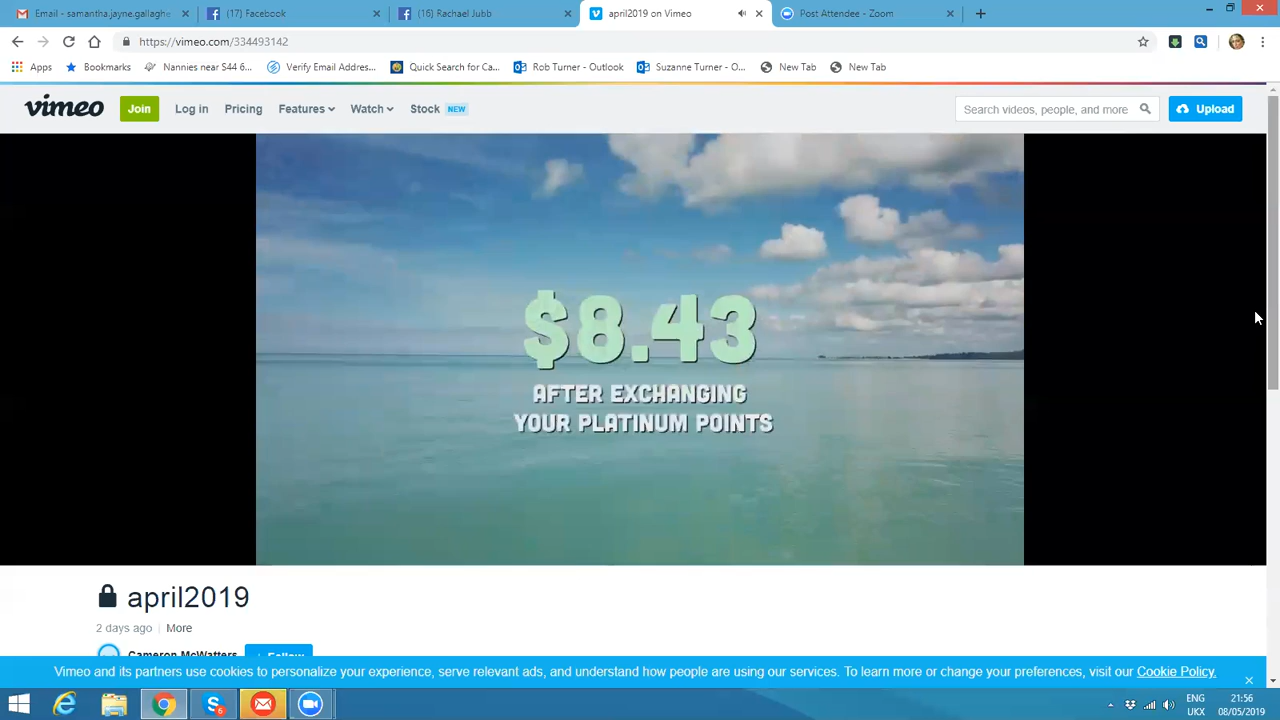 Email - samantha.jayne.gallaghe
(17) Facebook
(16) Rachael Jubb
april2019 on Vimeo
Post Attendee - Zoom
https://vimeo.com/334493142
Apps
Bookmarks
Nannies near S44 6...
Verify Email Addres...
Quick Search for Ca...
Rob Turner - Outlook
Suzanne Turner - O...
New Tab
New Tab
vimeo
Join
Log in
Pricing
Features
Watch
Stock
NEW
Search videos, people, and more
Upload
$8.43
AFTER EXCHANGING
YOUR PLATINUM POINTS
april2019
2 days ago
More
Cameron McWatters
+ Follow
Vimeo and its partners use cookies to personalize your experience, serve relevant ads, and understand how people are using our services. To learn more or change your preferences, visit our Cookie Policy.
ENG
UKX
21:56
08/05/2019